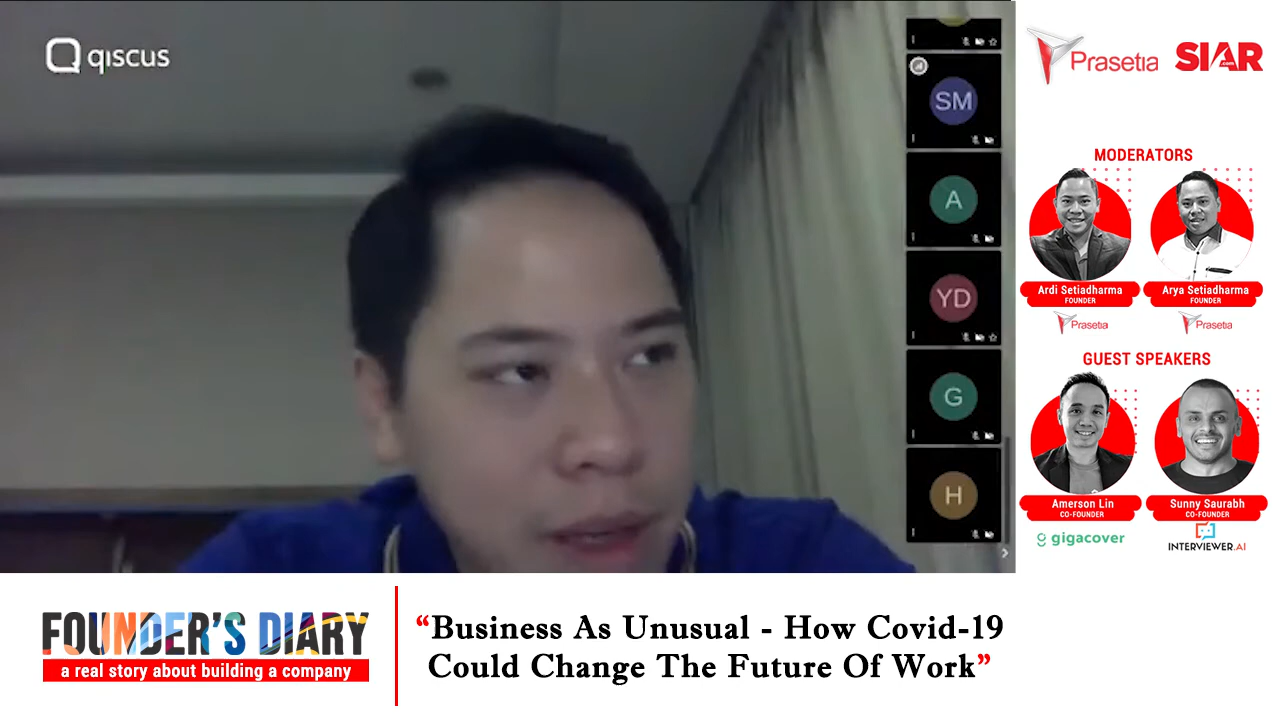 qiscus
SM
A
YD
G
H
Prasetia
SIAR
.com
MODERATORS
Ardi Setiadharma
FOUNDER
Prasetia
Arya Setiadharma
FOUNDER
Prasetia
GUEST SPEAKERS
Amerson Lin
CO-FOUNDER
gigacover
Sunny Saurabh
CO-FOUNDER
INTERVIEWER.AI
FOUNDER'S DIARY
a real story about building a company
“Business As Unusual - How Covid-19
Could Change The Future Of Work”